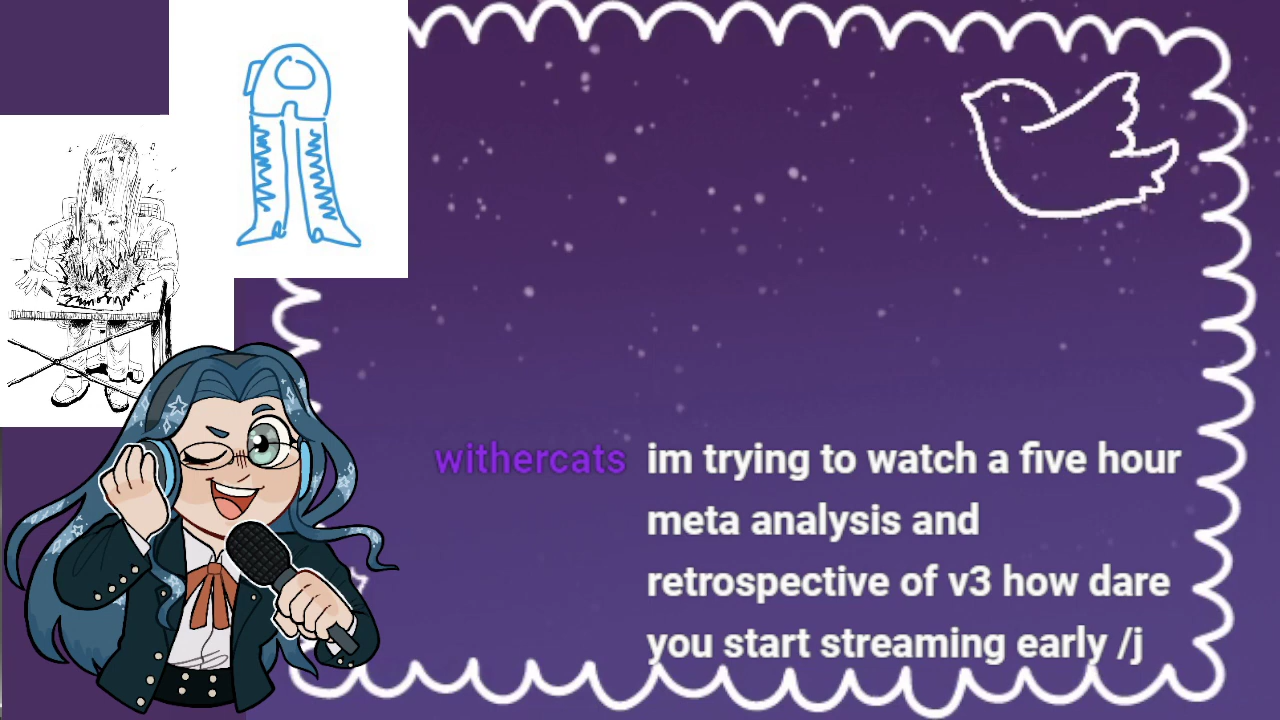 withercats im trying to watch a five hour
meta analysis and
retrospective of v3 how dare
you start streaming early /j